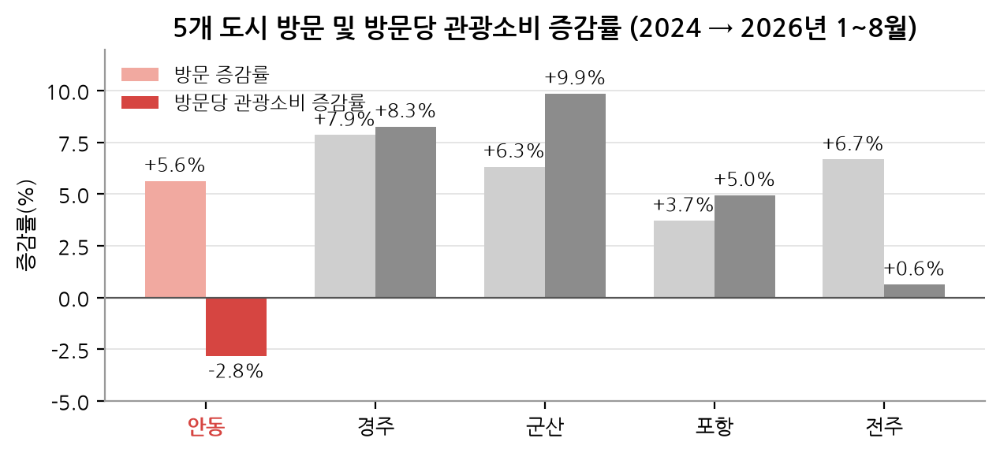 5개 도시 방문 및 방문당 관광소비 증감률 (2024 → 2026년 1~8월)
방문 증감률
방문당 관광소비 증감률
증감률(%)
10.0
7.5
5.0
2.5
0.0
-2.5
-5.0
+5.6%
-2.8%
+7.9%
+8.3%
+6.3%
+9.9%
+3.7%
+5.0%
+6.7%
+0.6%
안동
경주
군산
포항
전주